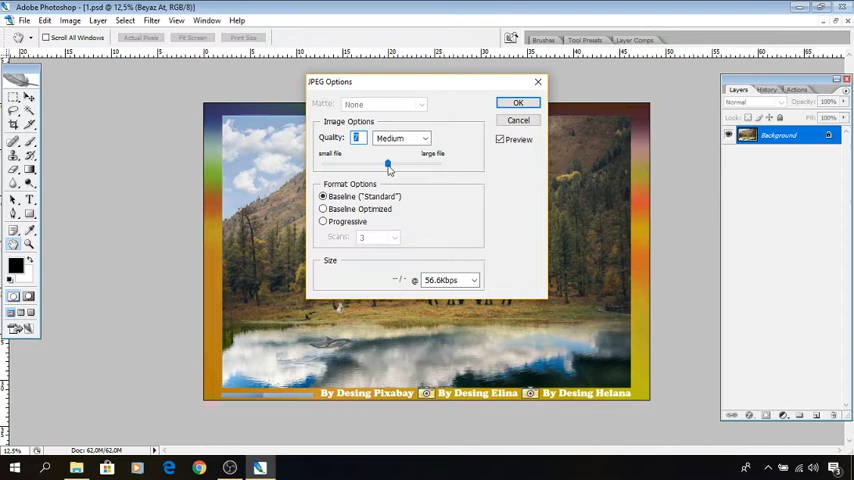 Adobe Photoshop - [1.psd @ 12,5% (Beyaz At, RGB/8)]
File Edit Image Layer Select Filter View Window Help
Scroll All Windows Actual Pixels Fit Screen Print Size Brushes Tool Presets Layer Comps
JPEG Options
Matte: None
OK
Image Options
Quality: 7 Medium
Cancel
small file large file
Preview
Format Options
Baseline ("Standard")
Baseline Optimized
Progressive
Scans: 3
Size
-- / - @ 56.6Kbps
Layers History Actions
Normal Opacity: 100%
Lock: Fill: 100%
Background
By Desing Pixabay By Desing Elina By Desing Helana
12.5% Doc: 62,0M/62,0M